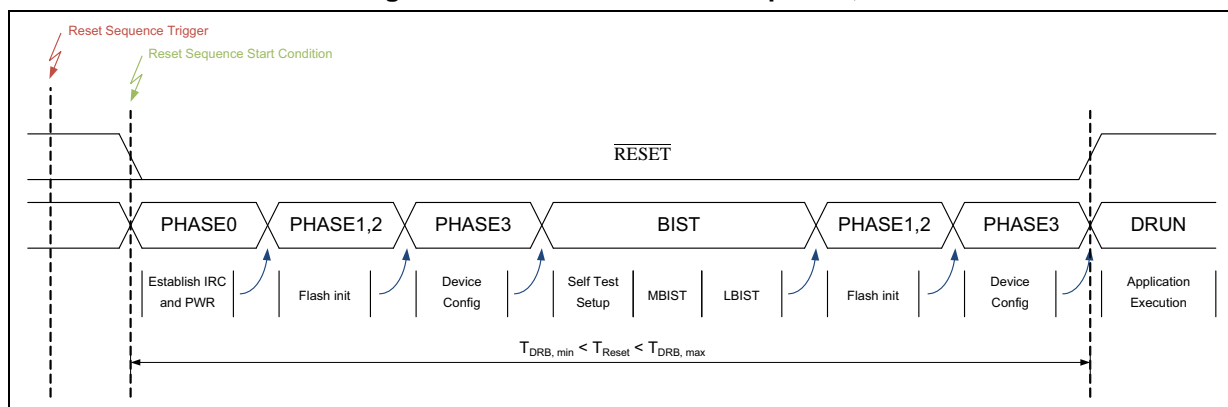 Reset Sequence Trigger
Reset Sequence Start Condition
RESET
PHASE0 PHASE1,2 PHASE3 BIST PHASE1,2 PHASE3 DRUN
Establish IRC
and PWR
Flash init
Device
Config
Self Test
Setup
MBIST
LBIST
Flash init
Device
Config
Application
Execution
TDRB, min < TReset < TDRB, max